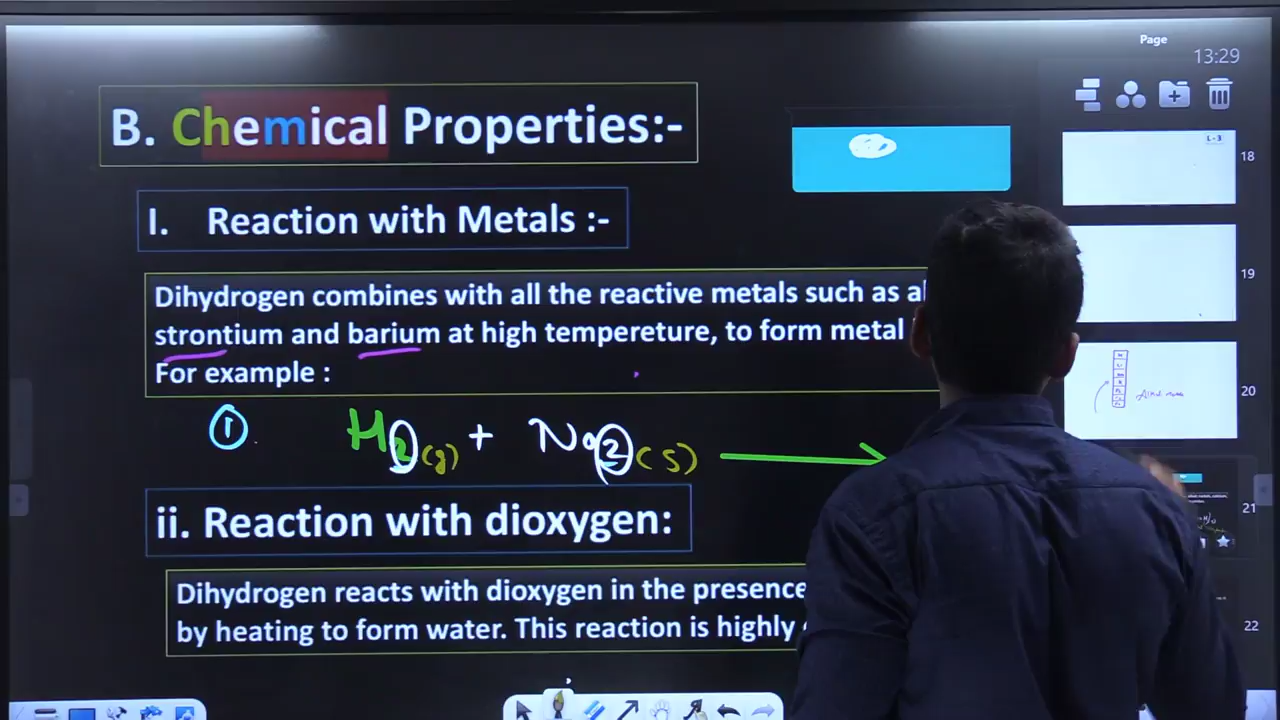 Page
13:29
B. Chemical Properties:-
I. Reaction with Metals :-
Dihydrogen combines with all the reactive metals such as
strontium and barium at high tempereture, to form metal
For example :
① H2(g) + Na2(s) ⟶
ii. Reaction with dioxygen:
Dihydrogen reacts with dioxygen in the presence
by heating to form water. This reaction is highly
L-3
18
19
20
21
22